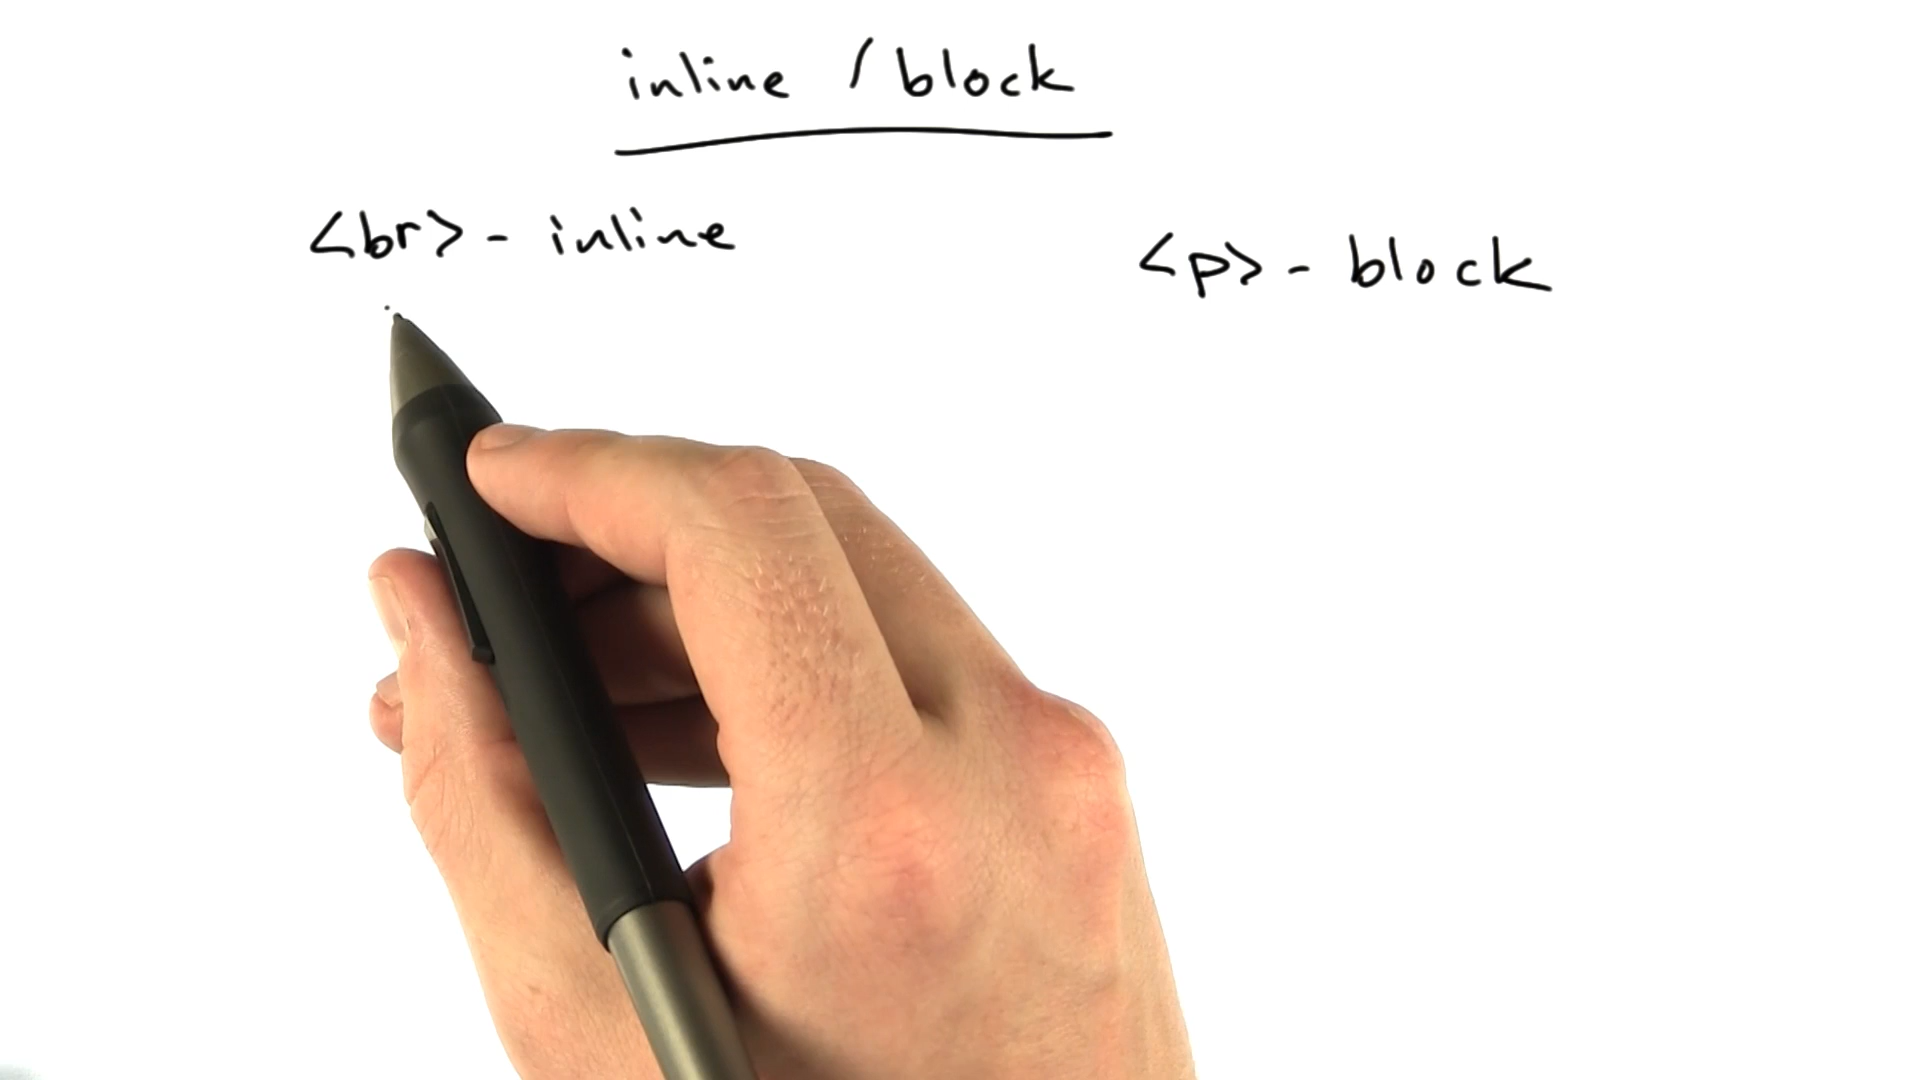 inline / block
<br> - inline
<p> - block